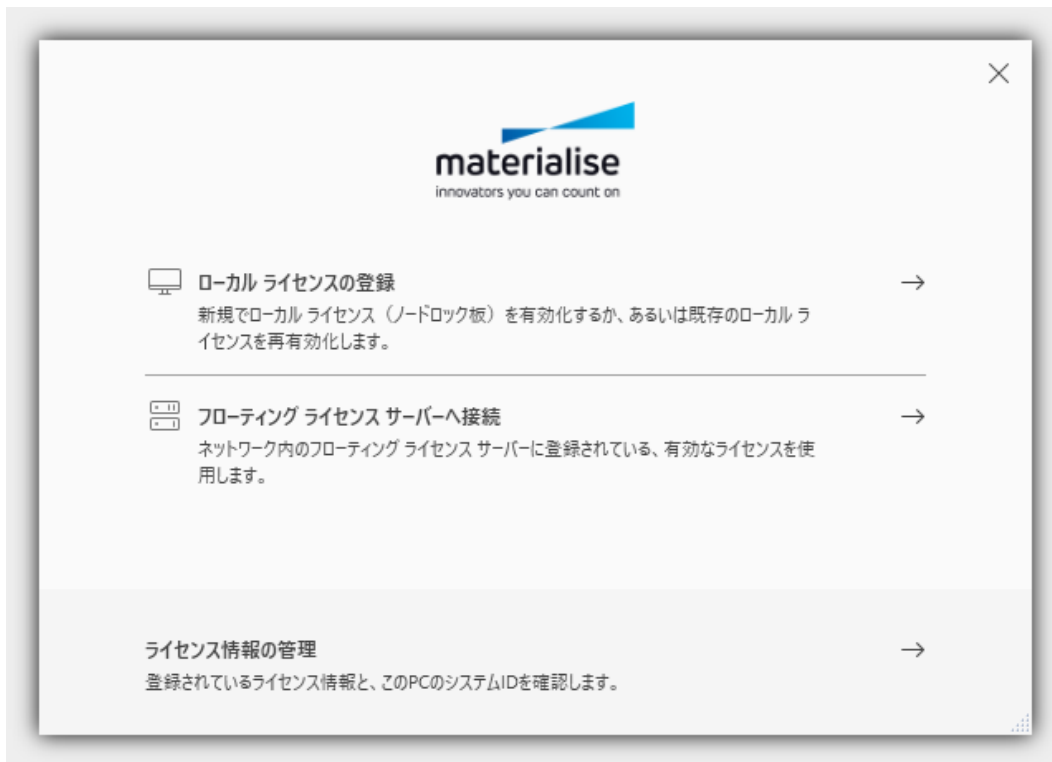 materialise
innovators you can count on
ローカル ライセンスの登録
新規でローカル ライセンス（ノードロック板）を有効化するか、あるいは既存のローカル ラ
イセンスを再有効化します。
フローティング ライセンス サーバーへ接続
ネットワーク内のフローティング ライセンス サーバーに登録されている、有効なライセンスを使
用します。
ライセンス情報の管理
登録されているライセンス情報と、このPCのシステムIDを確認します。